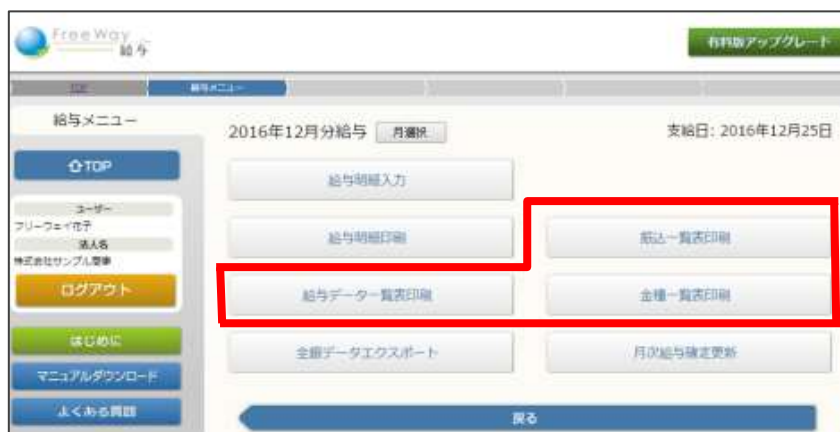 FreeWay
給与
有料版アップグレード
TOP
給与メニュー
給与メニュー
2016年12月分給与
月選択
支給日: 2016年12月25日
TOP
給与明細入力
ユーザー
フリーウェイ花子
法人名
株式会社サンプル商事
給与明細印刷
振込一覧表印刷
ログアウト
給与データ一覧表印刷
金種一覧表印刷
はじめに
全銀データエクスポート
月次給与確定更新
マニュアルダウンロード
よくある質問
戻る